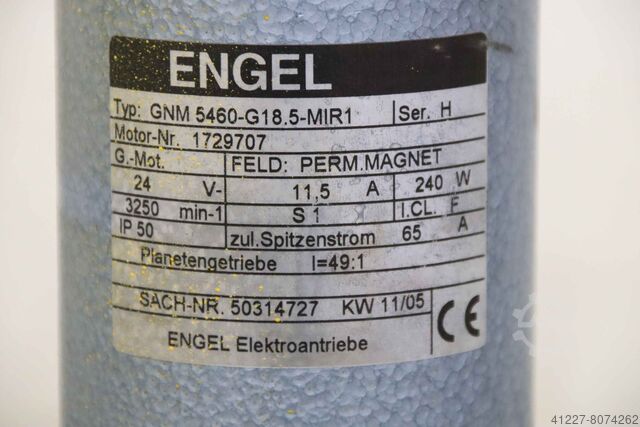 ENGEL
Typ: GNM 5460-G18.5-MIR1 Ser. H
Motor-Nr. 1729707
G.-Mot. FELD: PERM.MAGNET
24 V- 11,5 A 240 W
3250 min-1 S 1 I.CL. F
IP 50 zul.Spitzenstrom 65 A
Planetengetriebe I=49:1
SACH-NR. 50314727 KW 11/05
CE
ENGEL Elektroantriebe
41227-8074262